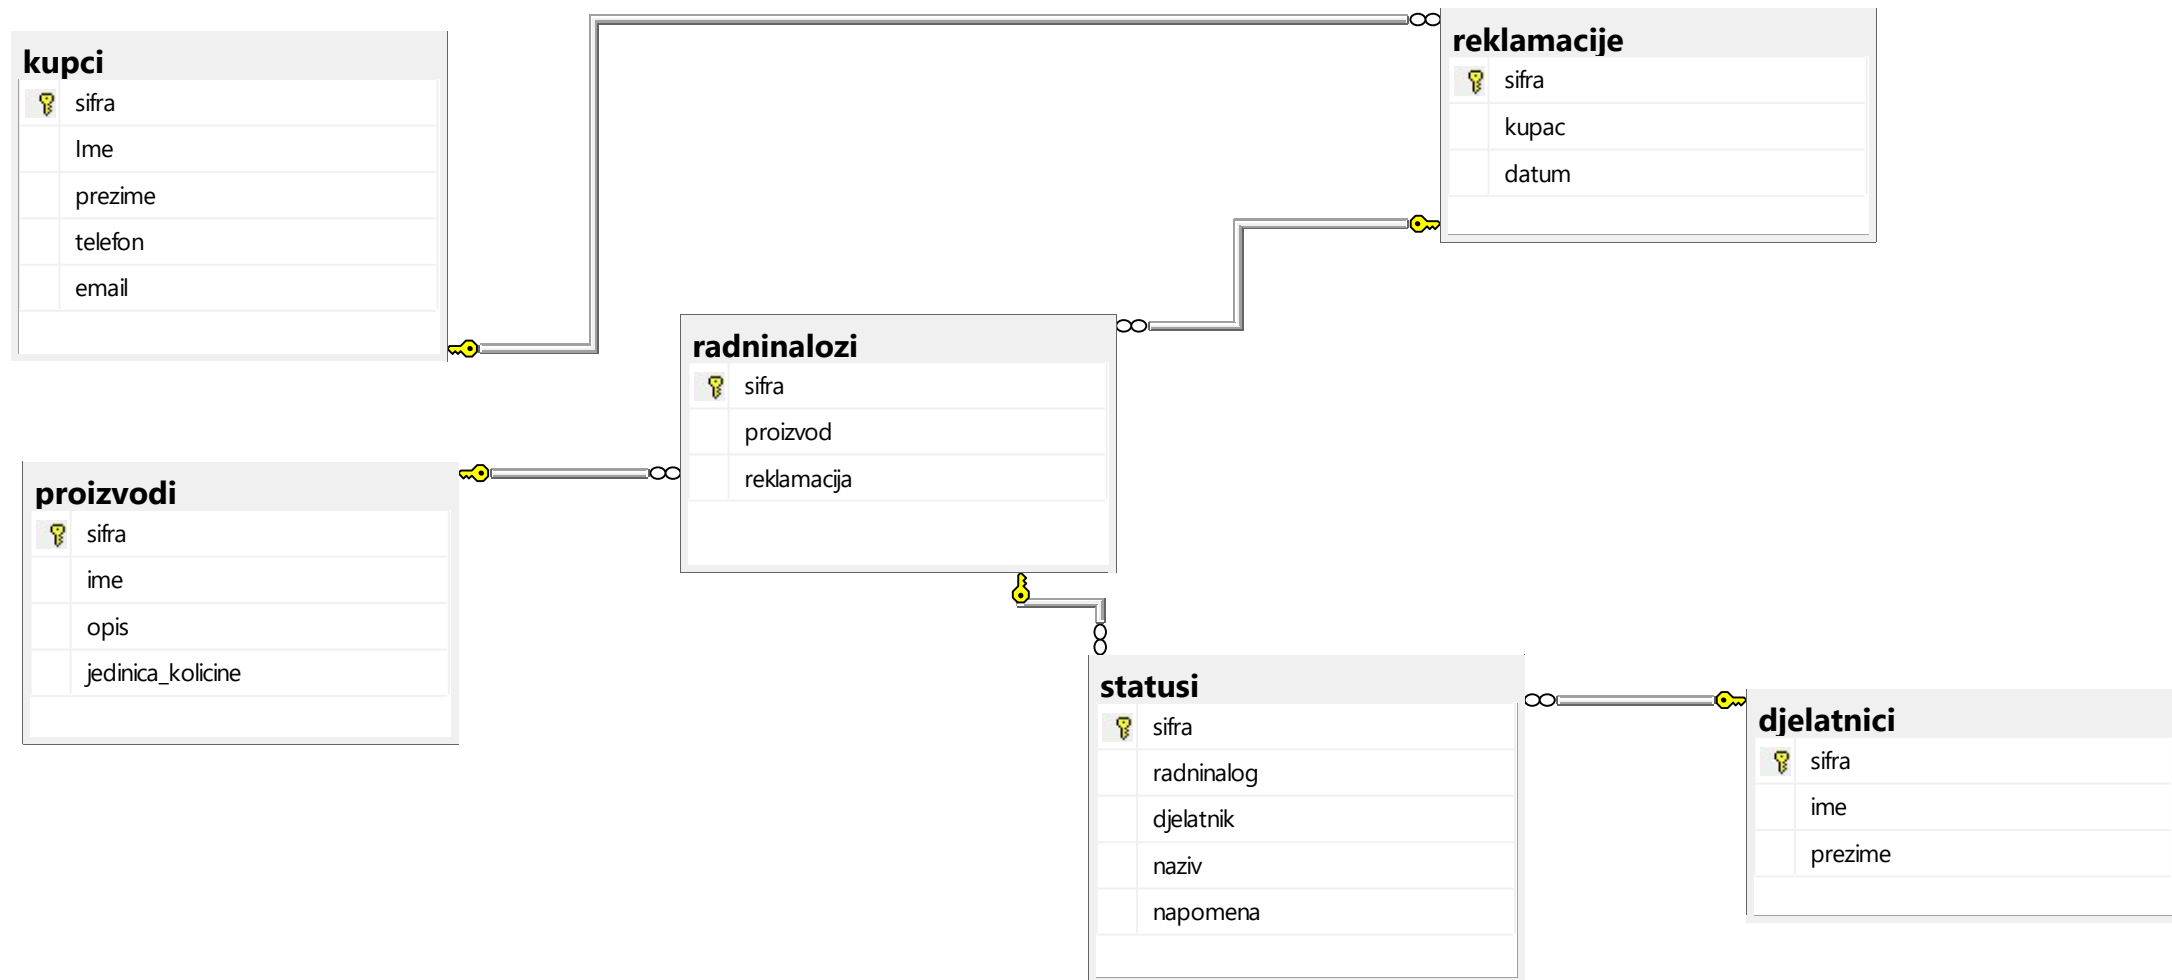 kupci
sifra
Ime
prezime
telefon
email
reklamacije
sifra
kupac
datum
radninalozi
sifra
proizvod
reklamacija
proizvodi
sifra
ime
opis
jedinica_kolicine
statusi
sifra
radninalog
djelatnik
naziv
napomena
djelatnici
sifra
ime
prezime